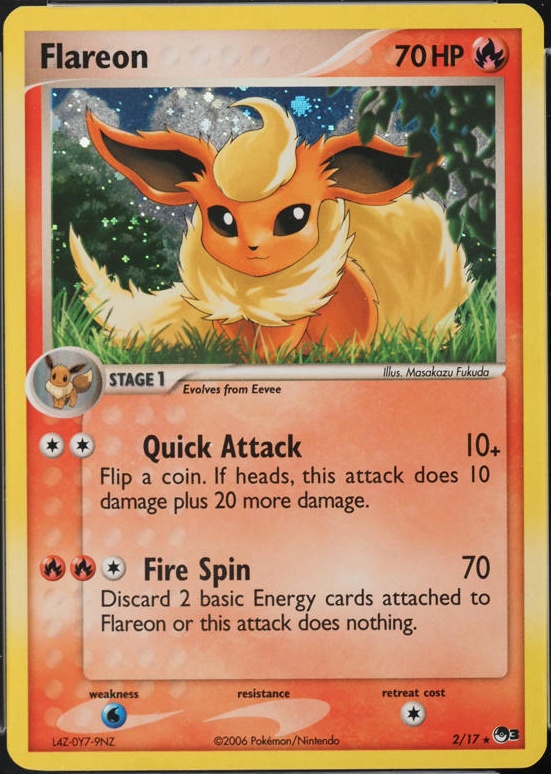 Flareon 70 HP
Illus. Masakazu Fukuda
STAGE 1
Evolves from Eevee
Quick Attack 10+
Flip a coin. If heads, this attack does 10
damage plus 20 more damage.
Fire Spin 70
Discard 2 basic Energy cards attached to
Flareon or this attack does nothing.
weakness resistance retreat cost
L4Z-0Y7-9NZ ©2006 Pokémon/Nintendo 2/17 ★ 3